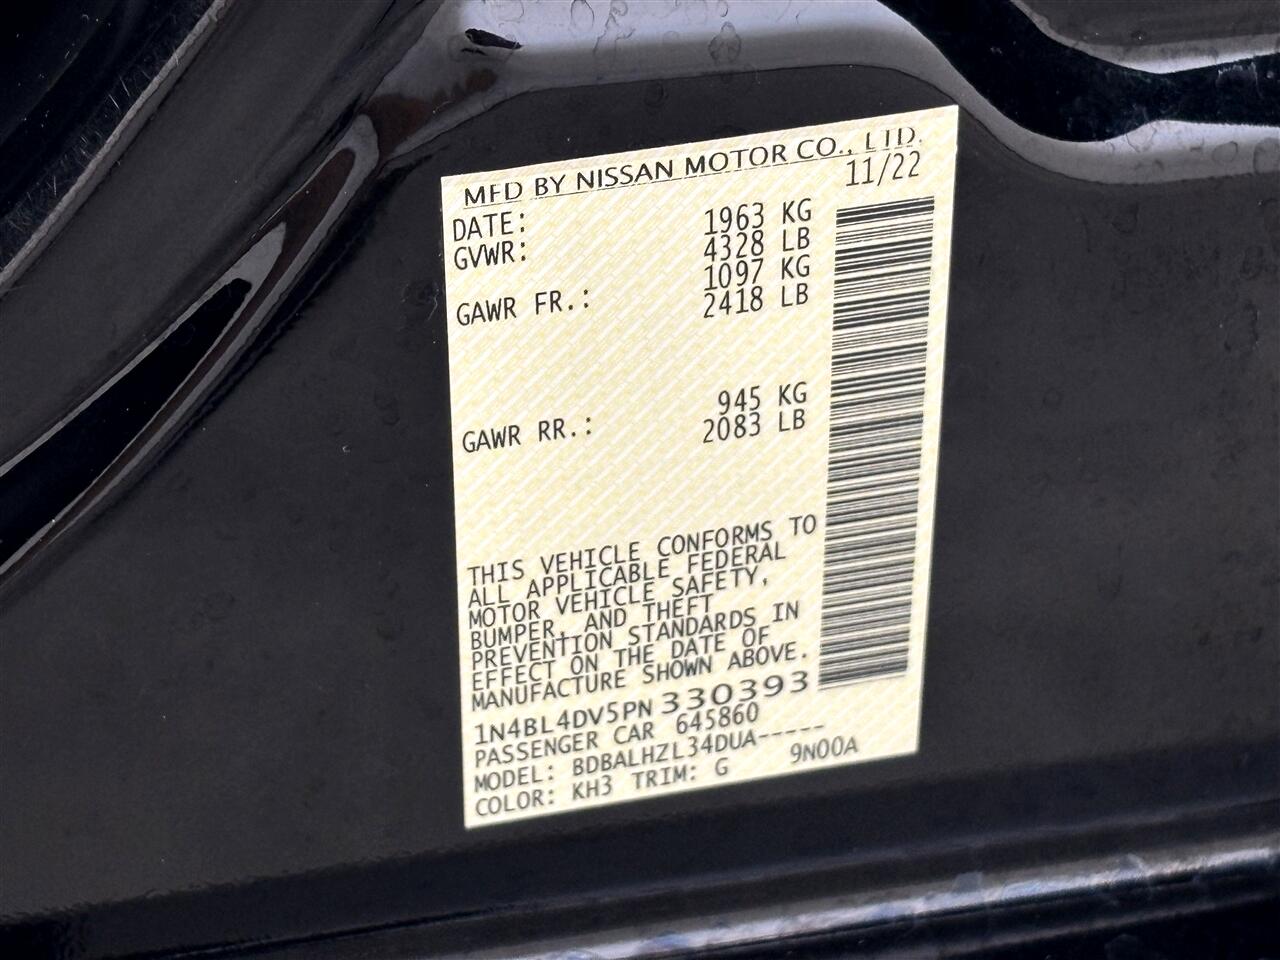 MFD BY NISSAN MOTOR CO., LTD.
DATE: 11/22
GVWR: 1963 KG
4328 LB
GAWR FR.: 1097 KG
2418 LB
GAWR RR.: 945 KG
2083 LB
THIS VEHICLE CONFORMS TO
ALL APPLICABLE FEDERAL
MOTOR VEHICLE SAFETY,
BUMPER, AND THEFT
PREVENTION STANDARDS IN
EFFECT ON THE DATE OF
MANUFACTURE SHOWN ABOVE.
1N4BL4DV5PN330393
PASSENGER CAR 645860
MODEL: BDBALHZL34DUA-----
COLOR: KH3 TRIM: G 9N00A